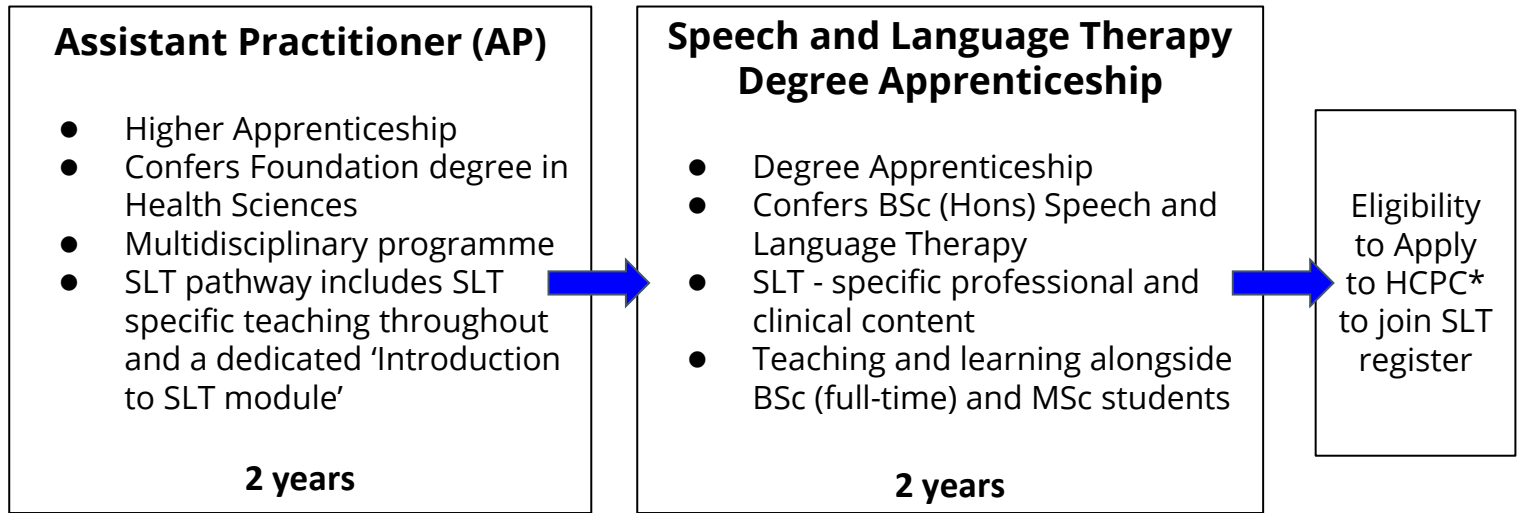 Assistant Practitioner (AP)
● Higher Apprenticeship
● Confers Foundation degree in
Health Sciences
● Multidisciplinary programme
● SLT pathway includes SLT
specific teaching throughout
and a dedicated ‘Introduction
to SLT module’
2 years
Speech and Language Therapy
Degree Apprenticeship
● Degree Apprenticeship
● Confers BSc (Hons) Speech and
Language Therapy
● SLT - specific professional and
clinical content
● Teaching and learning alongside
BSc (full-time) and MSc students
2 years
Eligibility
to Apply
to HCPC*
to join SLT
register